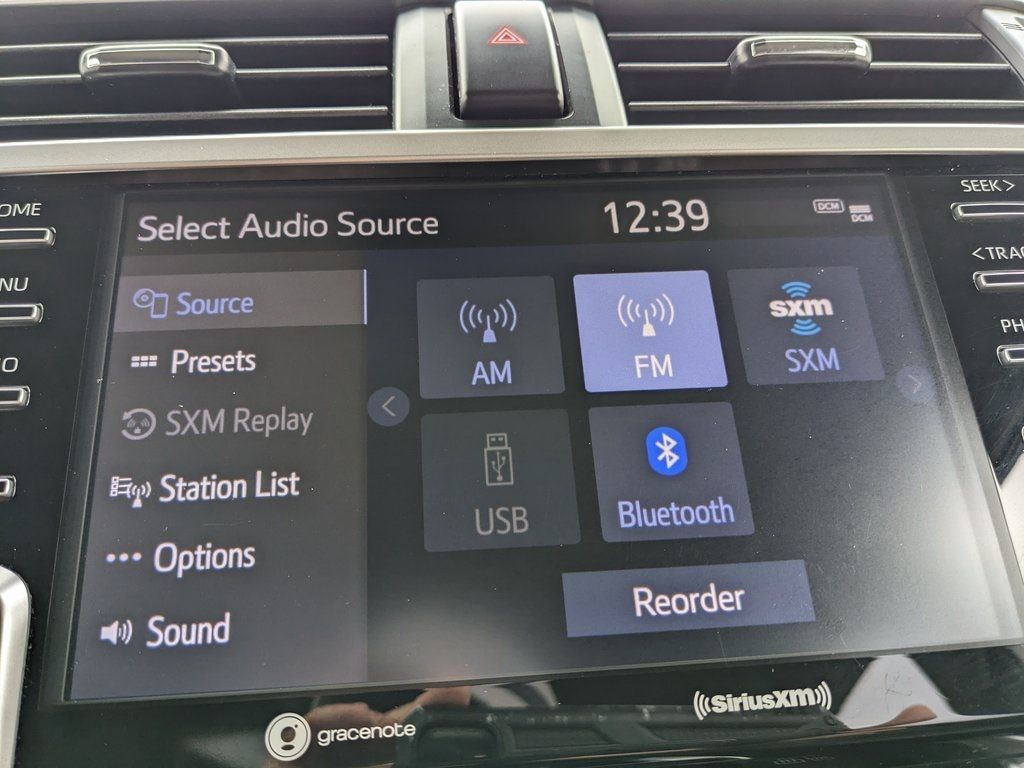 Select Audio Source
12:39
DCM
DCM
SEEK >
Source
Presets
SXM Replay
Station List
Options
Sound
AM
FM
sxm
SXM
USB
Bluetooth
Reorder
gracenote
((SiriusXM))